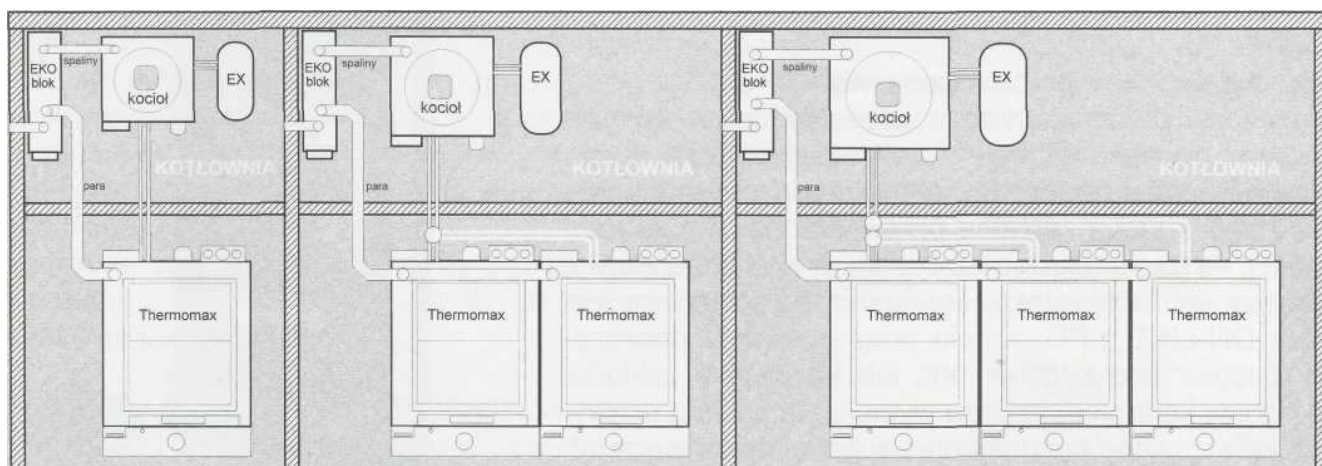 EKO
blok
spaliny
kocioł
EX
KOTŁOWNIA
para
Thermomax
EKO
blok
spaliny
kocioł
EX
KOTŁOWNIA
para
Thermomax
Thermomax
EKO
blok
spaliny
kocioł
EX
KOTŁOWNIA
para
Thermomax
Thermomax
Thermomax